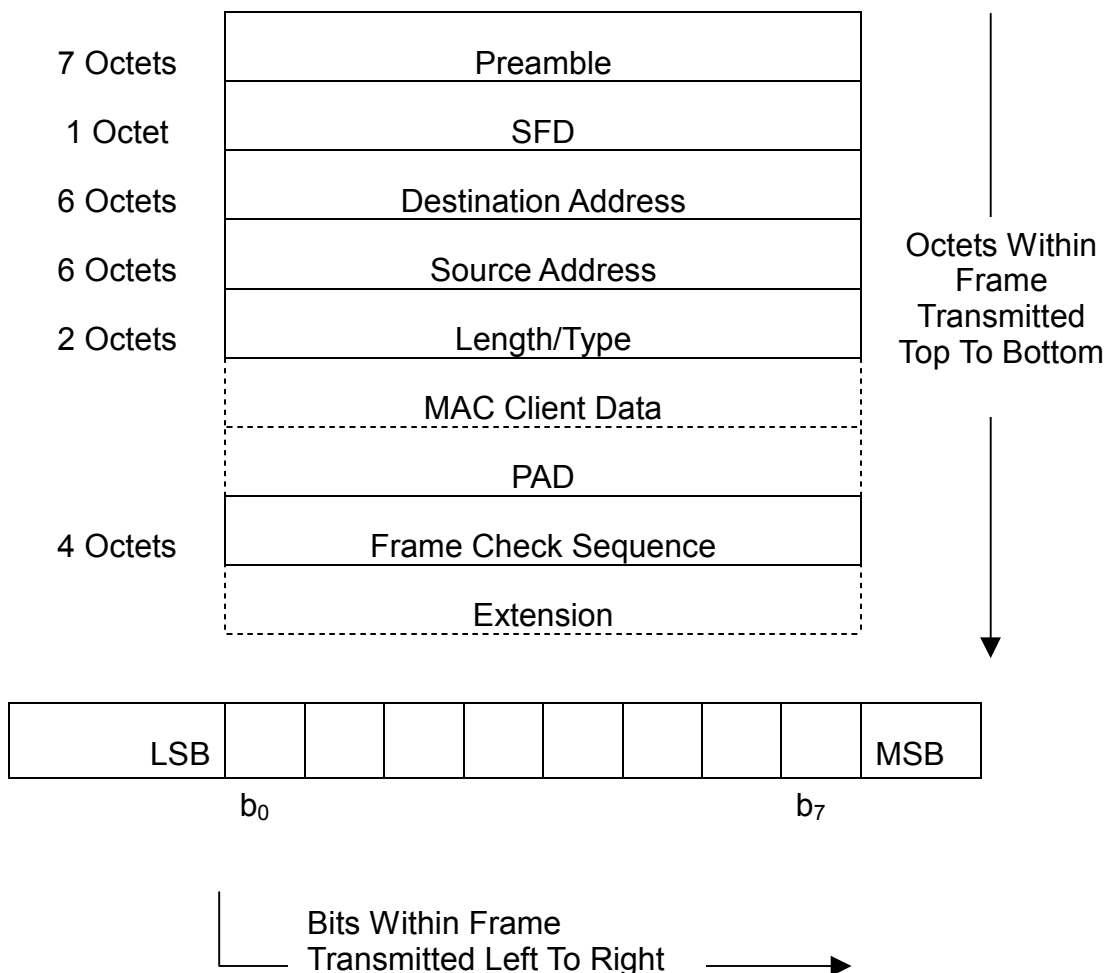 7 Octets Preamble
1 Octet SFD
6 Octets Destination Address
6 Octets Source Address
2 Octets Length/Type
MAC Client Data
PAD
4 Octets Frame Check Sequence
Extension
Octets Within
Frame
Transmitted
Top To Bottom
LSB MSB
b₀ b₇
Bits Within Frame
Transmitted Left To Right